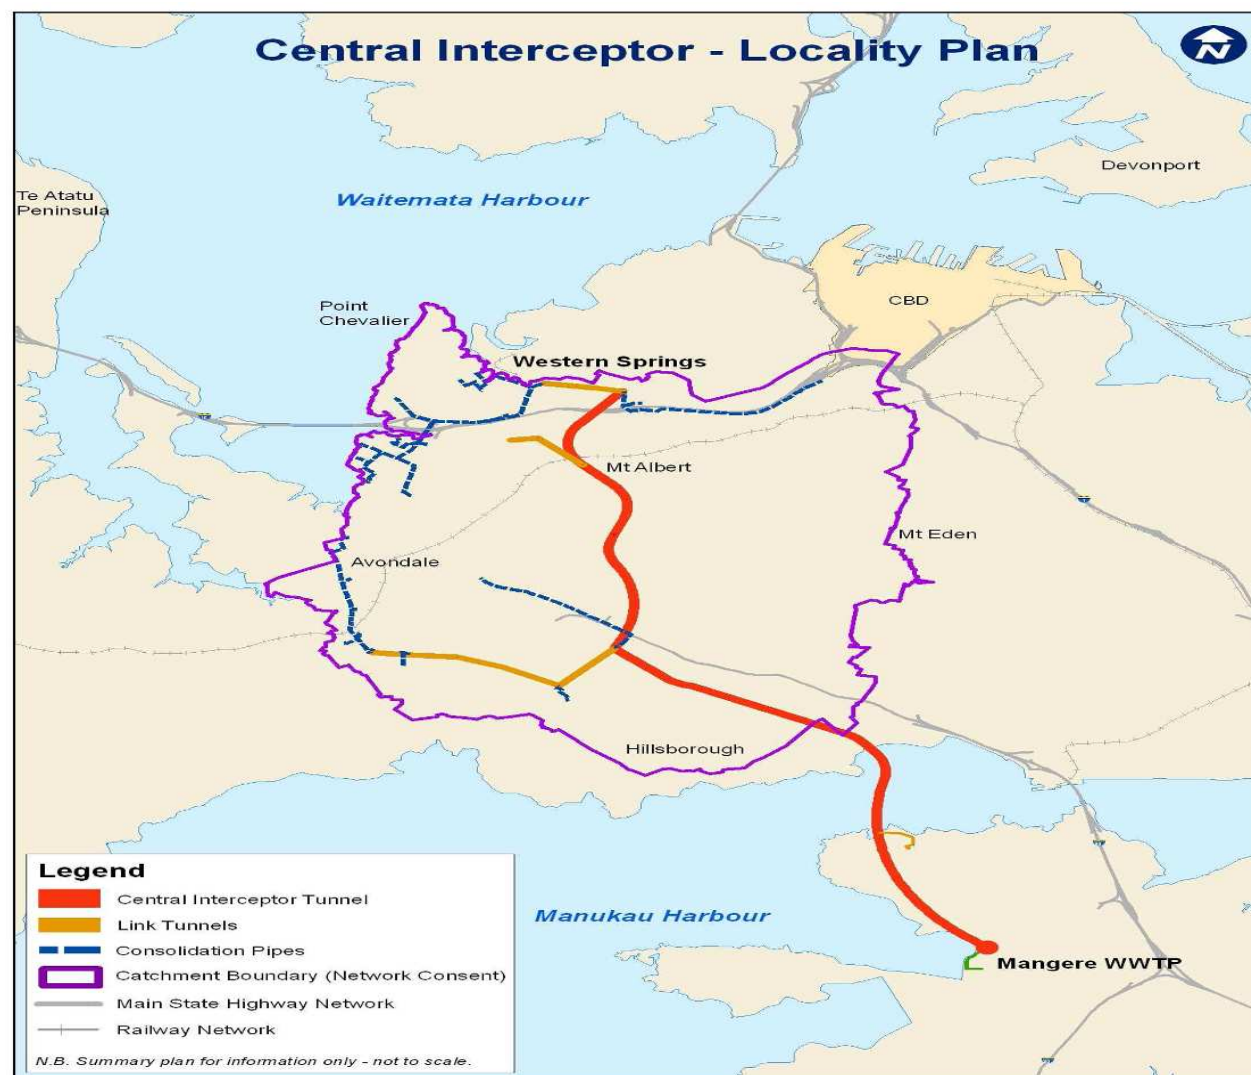 Central Interceptor - Locality Plan
N
Devonport
Te Atatu
Peninsula
Waitemata Harbour
CBD
Point
Chevalier
Western Springs
Mt Albert
Mt Eden
Avondale
Hillsborough
Manukau Harbour
Mangere WWTP
Legend
Central Interceptor Tunnel
Link Tunnels
Consolidation Pipes
Catchment Boundary (Network Consent)
Main State Highway Network
Railway Network
N.B. Summary plan for information only - not to scale.